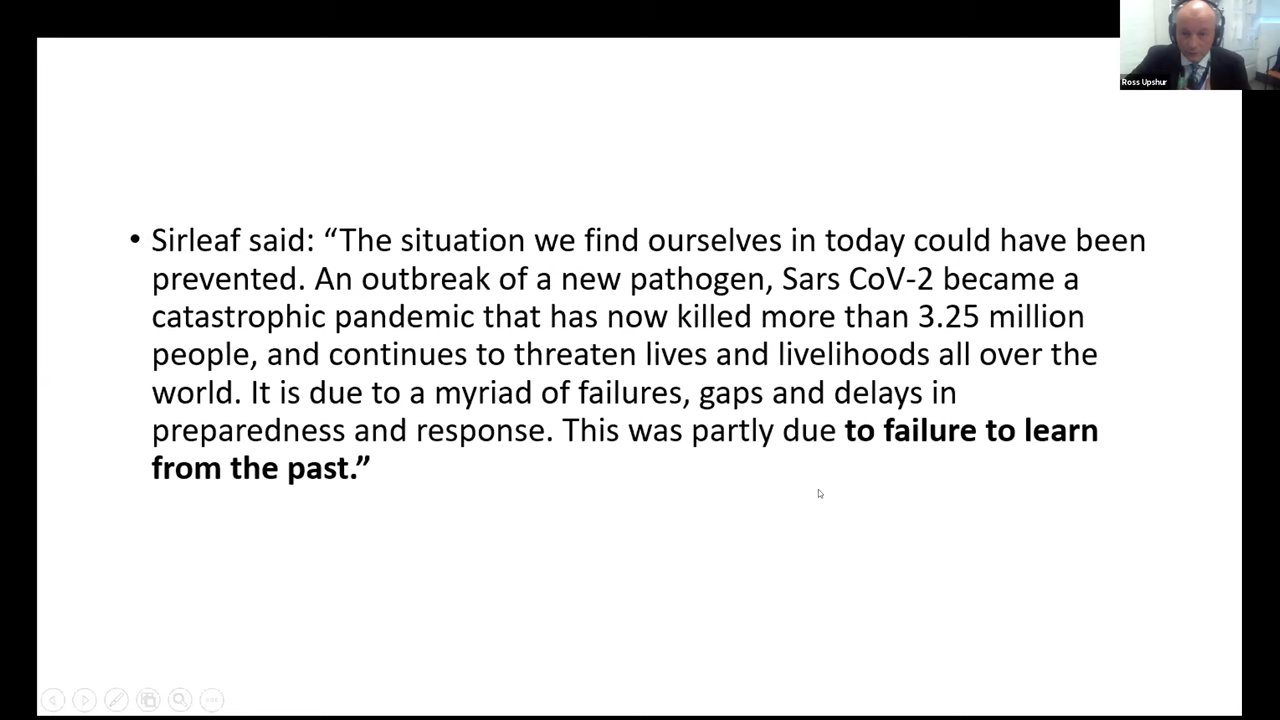 Ross Upshur
• Sirleaf said: “The situation we find ourselves in today could have been
prevented. An outbreak of a new pathogen, Sars CoV-2 became a
catastrophic pandemic that has now killed more than 3.25 million
people, and continues to threaten lives and livelihoods all over the
world. It is due to a myriad of failures, gaps and delays in
preparedness and response. This was partly due to failure to learn
from the past.”